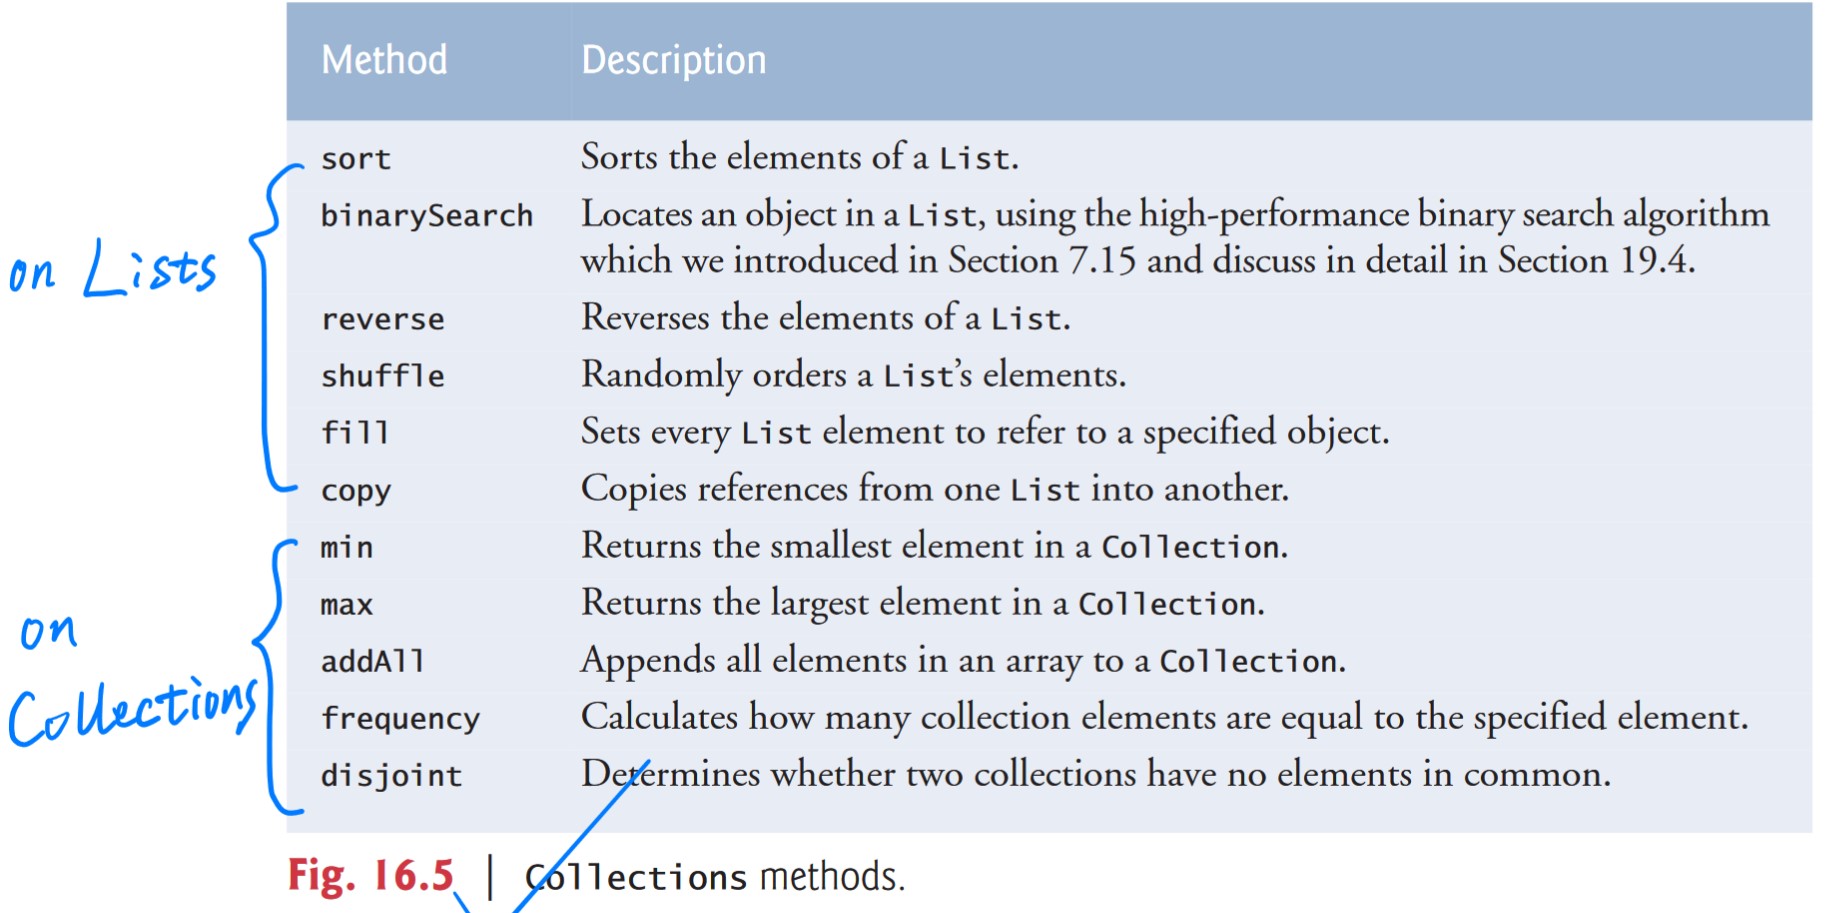 Method Description
sort Sorts the elements of a List.
binarySearch Locates an object in a List, using the high-performance binary search algorithm
which we introduced in Section 7.15 and discuss in detail in Section 19.4.
on Lists
reverse Reverses the elements of a List.
shuffle Randomly orders a List’s elements.
fill Sets every List element to refer to a specified object.
copy Copies references from one List into another.
min Returns the smallest element in a Collection.
max Returns the largest element in a Collection.
on
Collections
addAll Appends all elements in an array to a Collection.
frequency Calculates how many collection elements are equal to the specified element.
disjoint Determines whether two collections have no elements in common.
Fig. 16.5 | Collections methods.